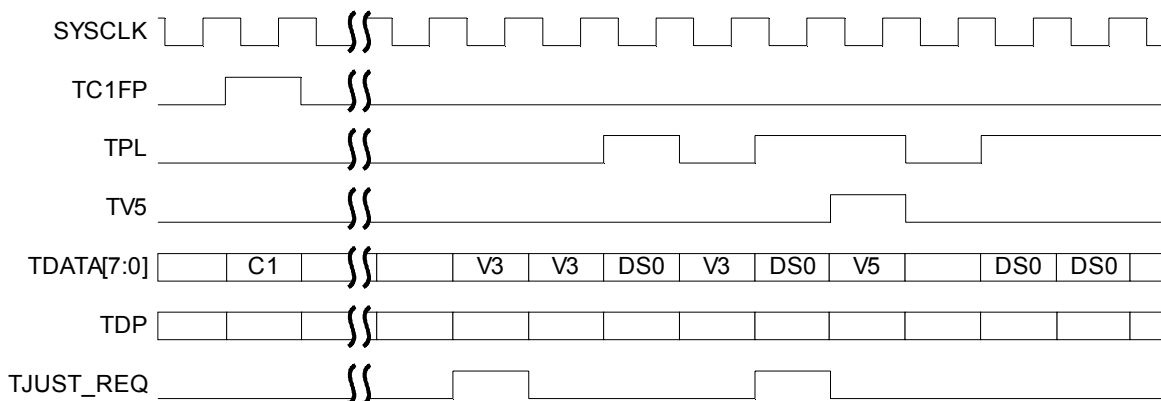 SYSCLK
TC1FP
TPL
TV5
TDATA[7:0] C1 V3 V3 DS0 V3 DS0 V5 DS0 DS0
TDP
TJUST_REQ